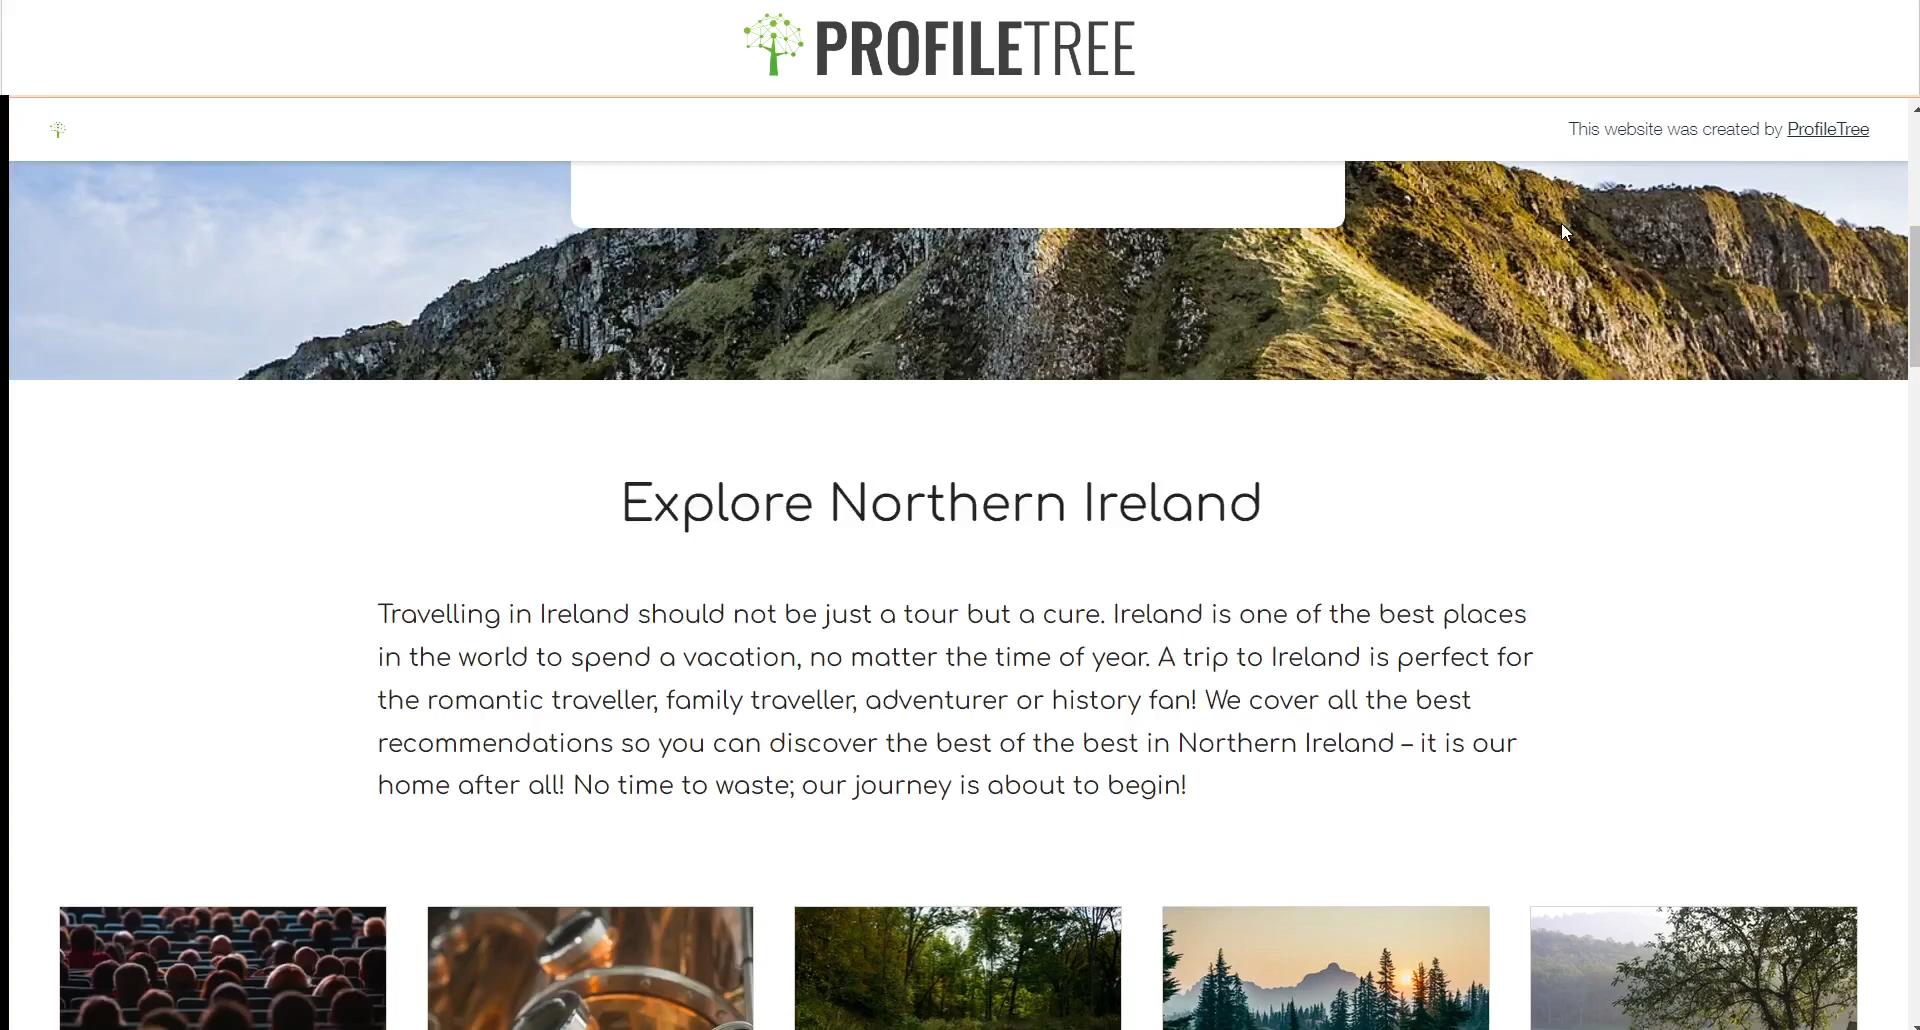 PROFILETREE
This website was created by ProfileTree
Explore Northern Ireland
Travelling in Ireland should not be just a tour but a cure. Ireland is one of the best places
in the world to spend a vacation, no matter the time of year. A trip to Ireland is perfect for
the romantic traveller, family traveller, adventurer or history fan! We cover all the best
recommendations so you can discover the best of the best in Northern Ireland – it is our
home after all! No time to waste; our journey is about to begin!